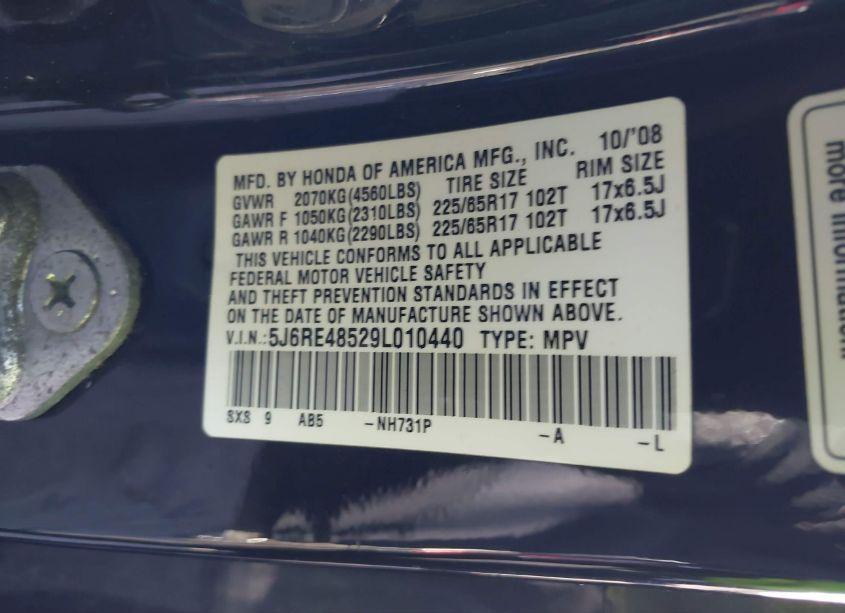 MFD. BY HONDA OF AMERICA MFG., INC. 10/'08
GVWR 2070KG(4560LBS) TIRE SIZE RIM SIZE
GAWR F 1050KG(2310LBS) 225/65R17 102T 17x6.5J
GAWR R 1040KG(2290LBS) 225/65R17 102T 17x6.5J
THIS VEHICLE CONFORMS TO ALL APPLICABLE
FEDERAL MOTOR VEHICLE SAFETY
AND THEFT PREVENTION STANDARDS IN EFFECT
ON THE DATE OF MANUFACTURE SHOWN ABOVE.
V.I.N.:5J6RE48529L010440 TYPE: MPV
SXS 9 AB5 -NH731P -A -L
more information